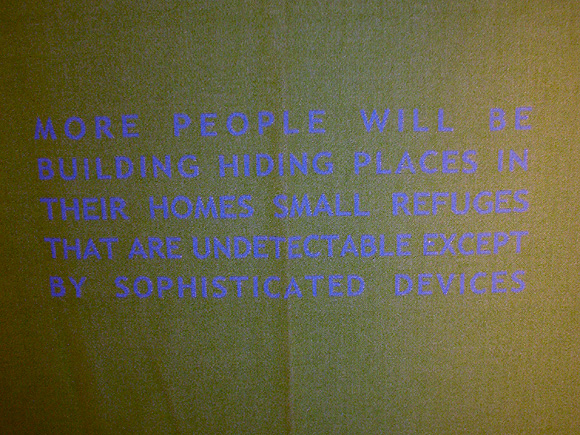 MORE PEOPLE WILL BE
BUILDING HIDING PLACES IN
THEIR HOMES SMALL REFUGES
THAT ARE UNDETECTABLE EXCEPT
BY SOPHISTICATED DEVICES